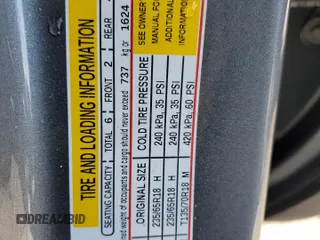 TIRE AND LOADING INFORMATION
SEATING CAPACITY TOTAL 6 FRONT 2 REAR
weight of occupants and cargo should never exceed 737 kg or 1624
ORIGINAL SIZE COLD TIRE PRESSURE
235/65R18 H 240 kPa, 35 PSI
235/65R18 H 240 kPa, 35 PSI
T135/70R18 M 420 kPa, 60 PSI
SEE OWNER
MANUAL FOR
ADDITIONAL
INFORMATION
AUTOBIDMASTER